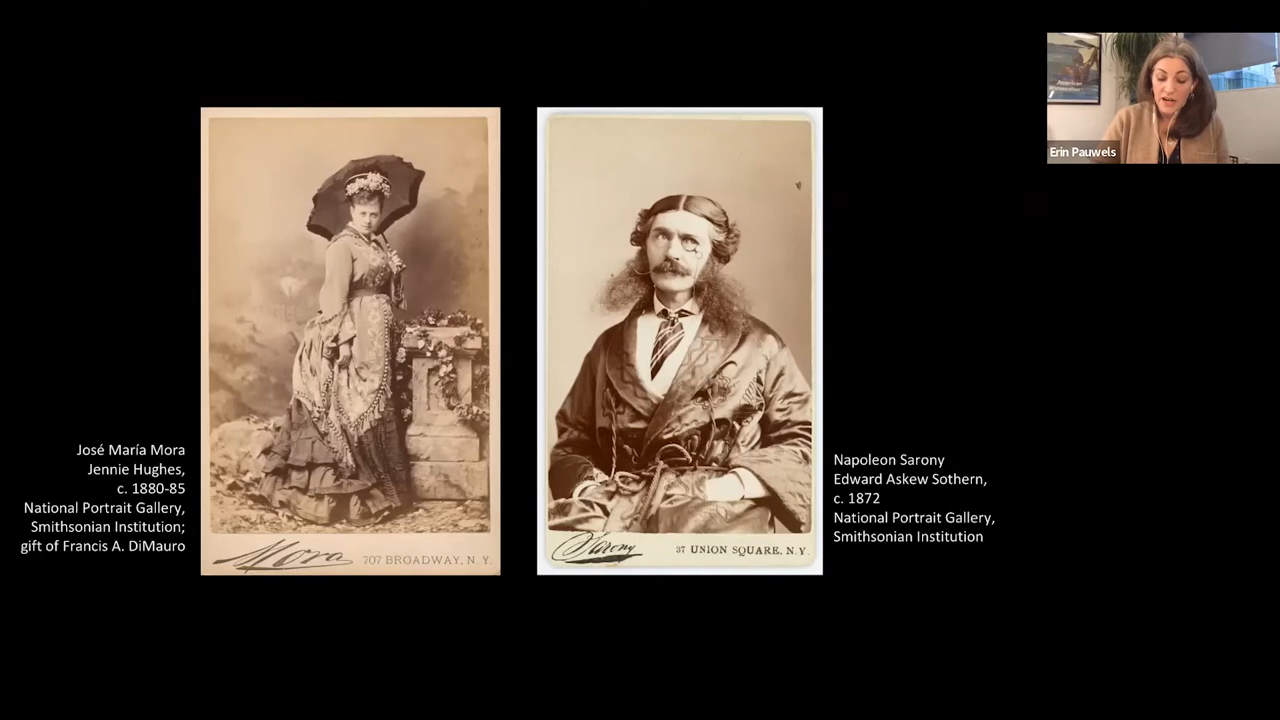 José María Mora
Jennie Hughes,
c. 1880-85
National Portrait Gallery,
Smithsonian Institution;
gift of Francis A. DiMauro
Mora
707 BROADWAY, N. Y.
Sarony
37 UNION SQUARE, N.Y.
Napoleon Sarony
Edward Askew Sothern,
c. 1872
National Portrait Gallery,
Smithsonian Institution
American
Erin Pauwels